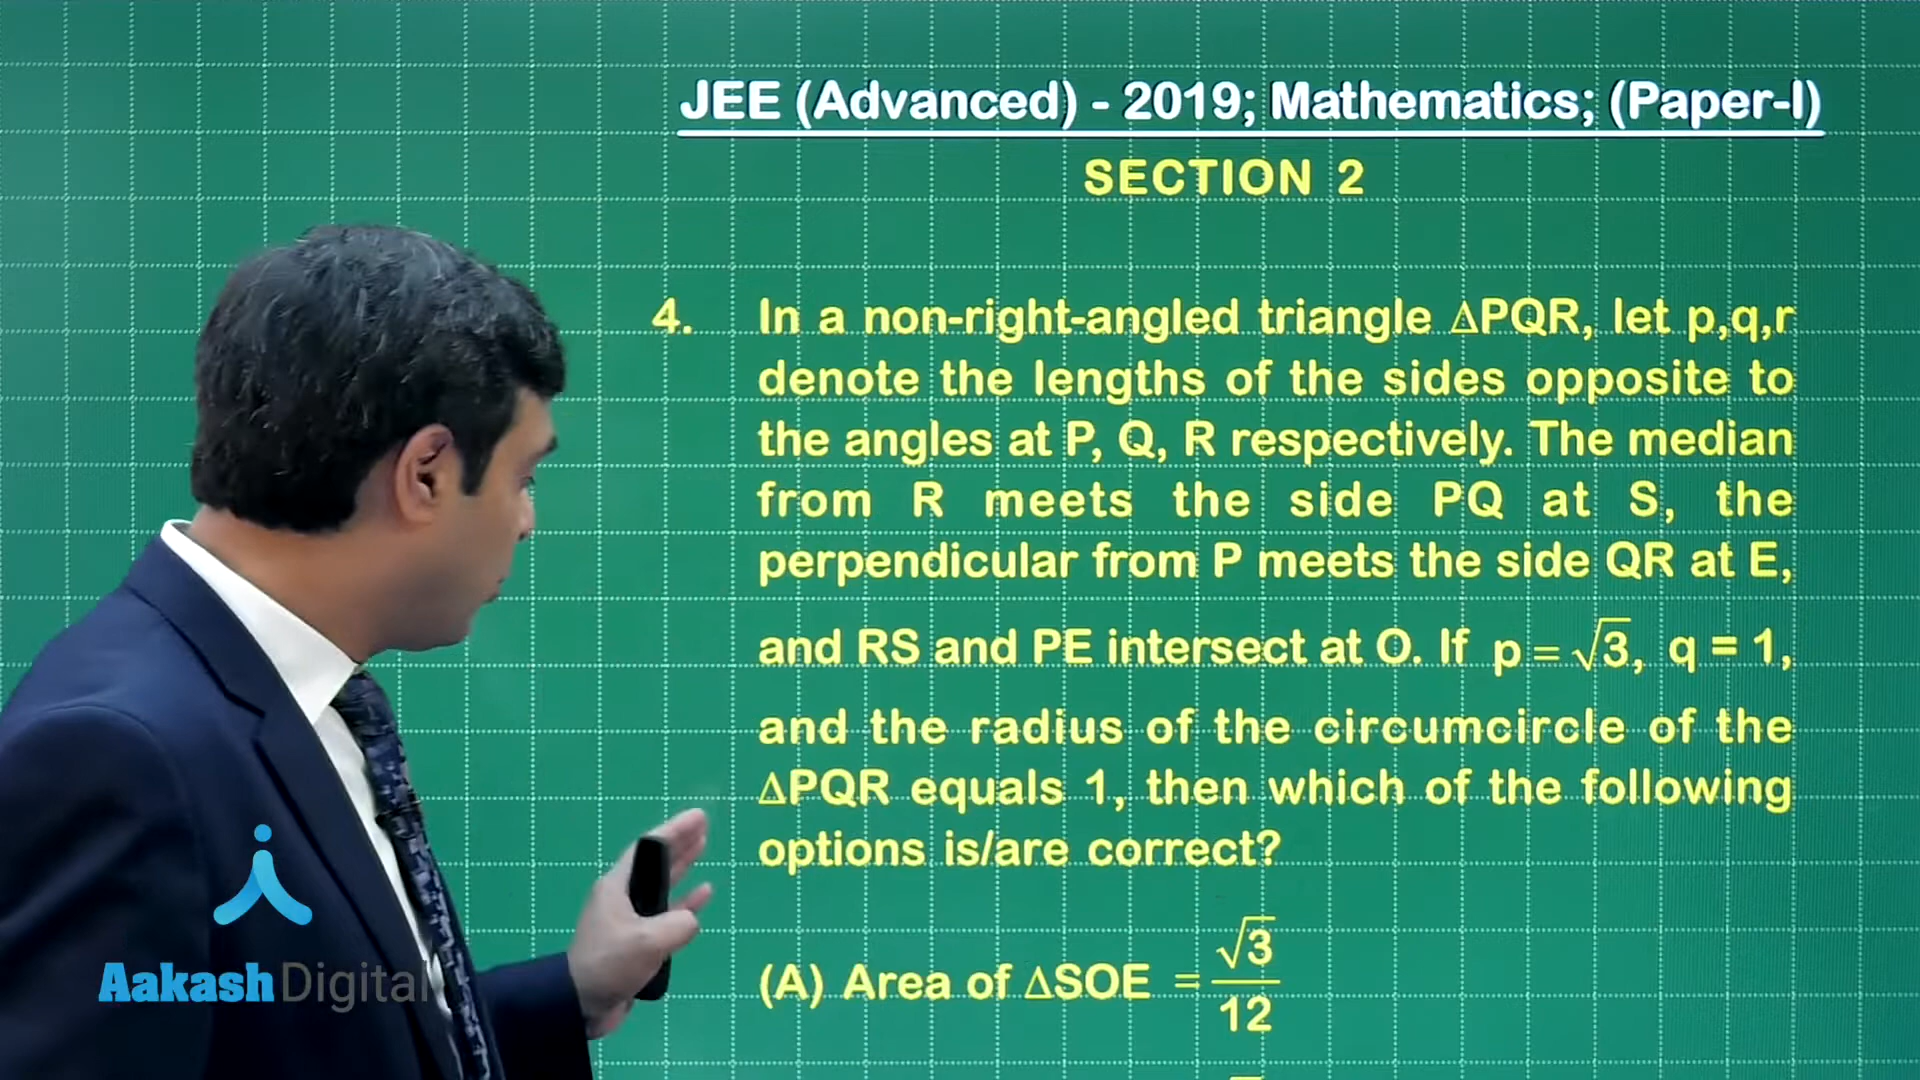 JEE (Advanced) - 2019; Mathematics; (Paper-I)
SECTION 2
4. In a non-right-angled triangle ΔPQR, let p,q,r
denote the lengths of the sides opposite to
the angles at P, Q, R respectively. The median
from R meets the side PQ at S, the
perpendicular from P meets the side QR at E,
and RS and PE intersect at O. If p = √3, q = 1,
and the radius of the circumcircle of the
ΔPQR equals 1, then which of the following
options is/are correct?
(A) Area of ΔSOE = √3/12
Aakash Digital